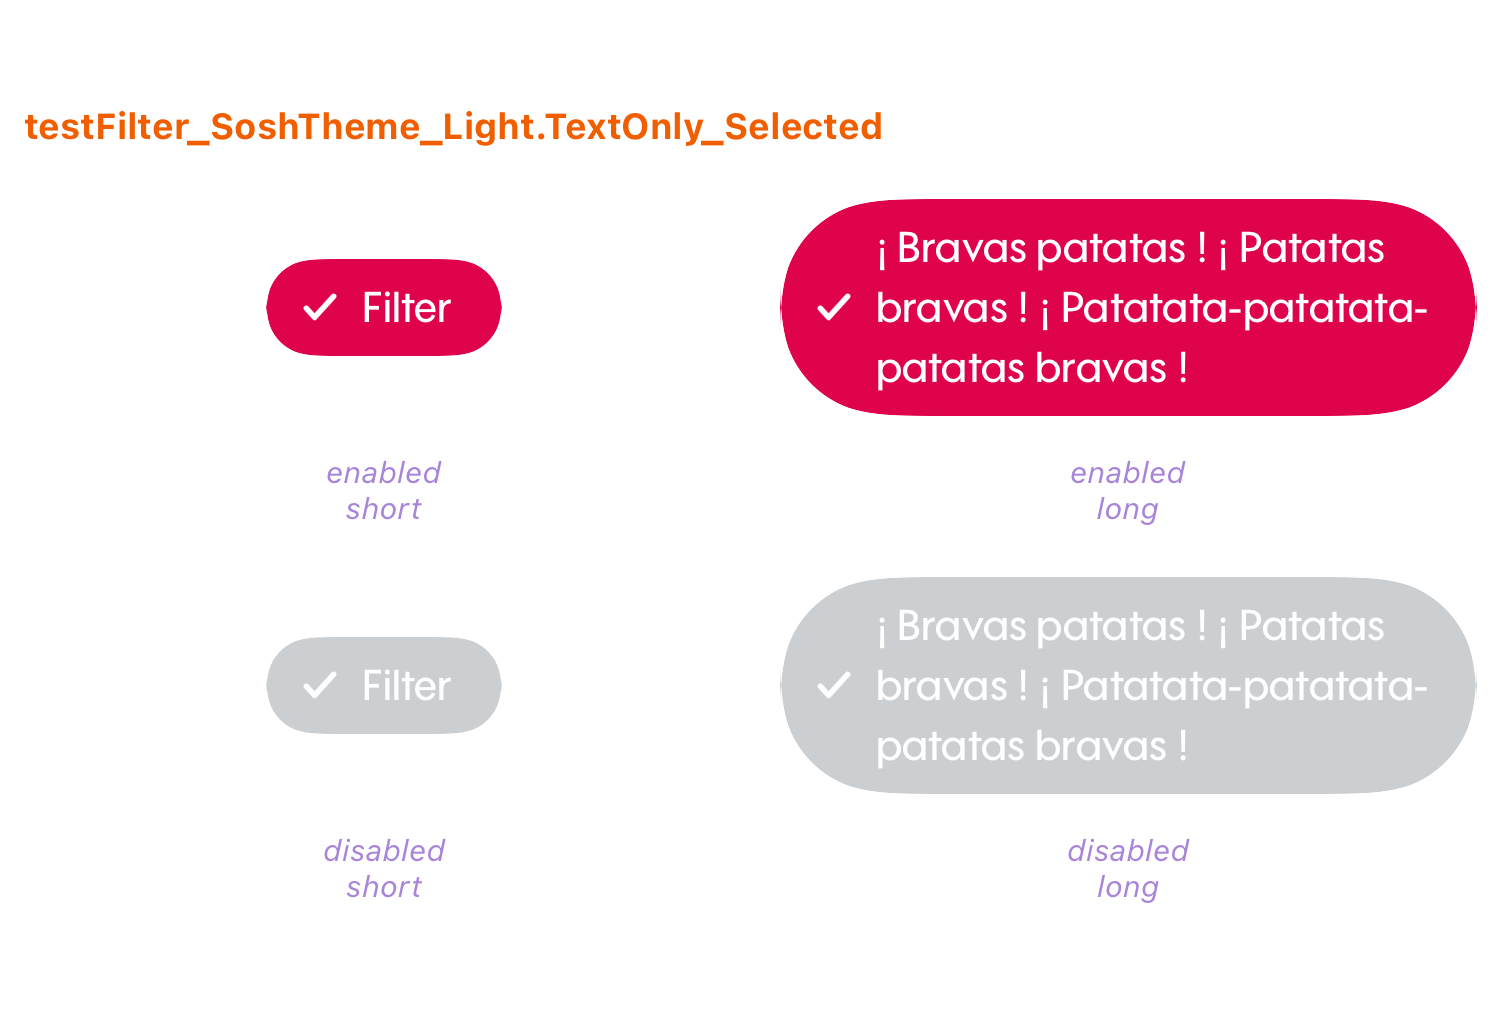 testFilter_SoshTheme_Light.TextOnly_Selected
Filter
¡ Bravas patatas ! ¡ Patatas
bravas ! ¡ Patatata-patatata-
patatas bravas !
enabled
short
enabled
long
Filter
¡ Bravas patatas ! ¡ Patatas
bravas ! ¡ Patatata-patatata-
patatas bravas !
disabled
short
disabled
long